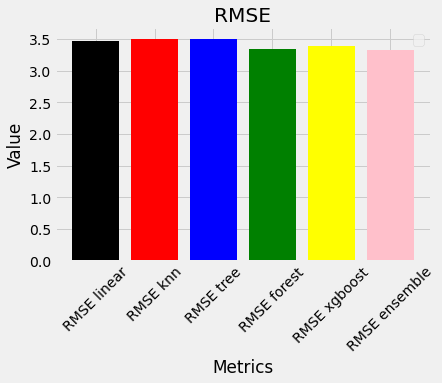 RMSE
3.5
3.0
2.5
2.0
1.5
1.0
0.5
0.0
Value
RMSE linear
RMSE knn
RMSE tree
RMSE forest
RMSE xgboost
RMSE ensemble
Metrics